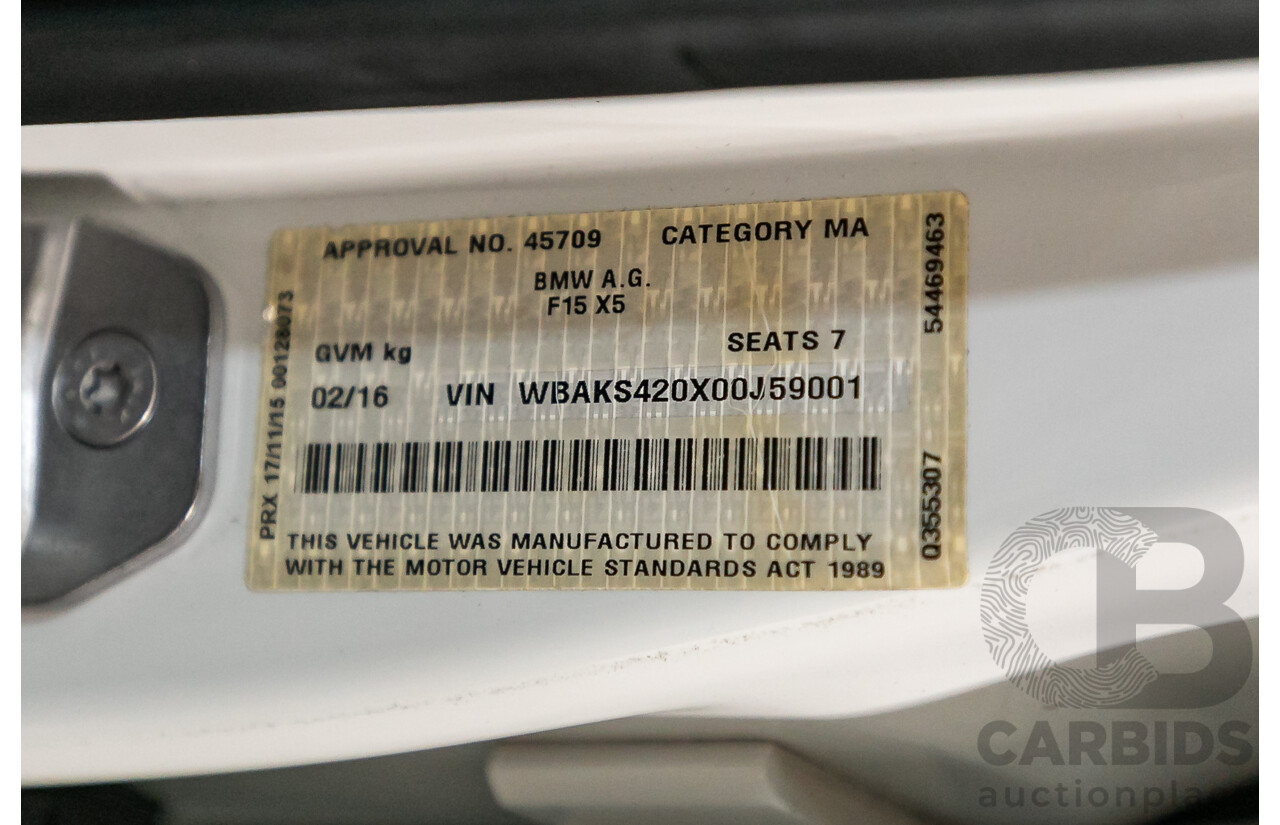 APPROVAL NO. 45709 CATEGORY MA
BMW A.G.
F15 X5
GVM kg SEATS 7
02/16 VIN WBAKS420X00J59001
THIS VEHICLE WAS MANUFACTURED TO COMPLY
WITH THE MOTOR VEHICLE STANDARDS ACT 1989
PRX 17/11/15 00128073
54469463
Q355307
CB
CARBIDS